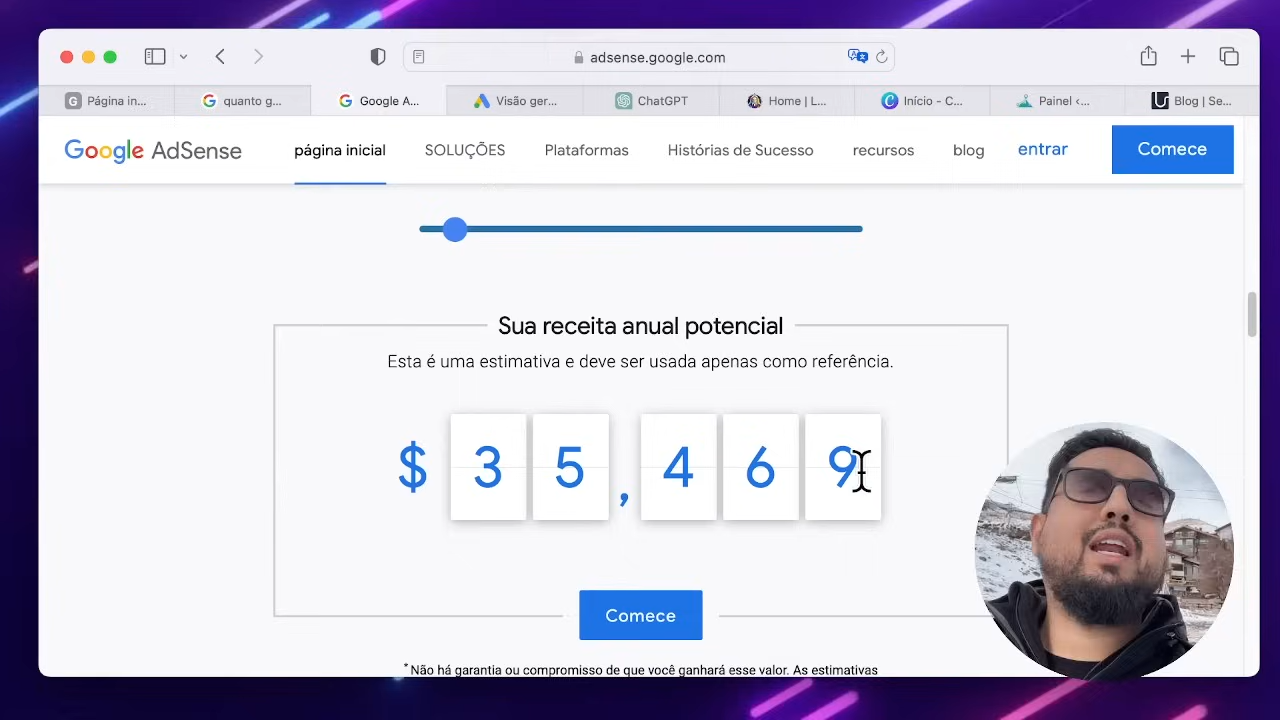 adsense.google.com
Página in...
quanto g...
Google A...
Visão ger...
ChatGPT
Home | L...
Início - C...
Painel ‹...
Blog | Se...
Google AdSense
página inicial
SOLUÇÕES
Plataformas
Histórias de Sucesso
recursos
blog
entrar
Comece
Sua receita anual potencial
Esta é uma estimativa e deve ser usada apenas como referência.
$ 35,469
Comece
* Não há garantia ou compromisso de que você ganhará esse valor. As estimativas